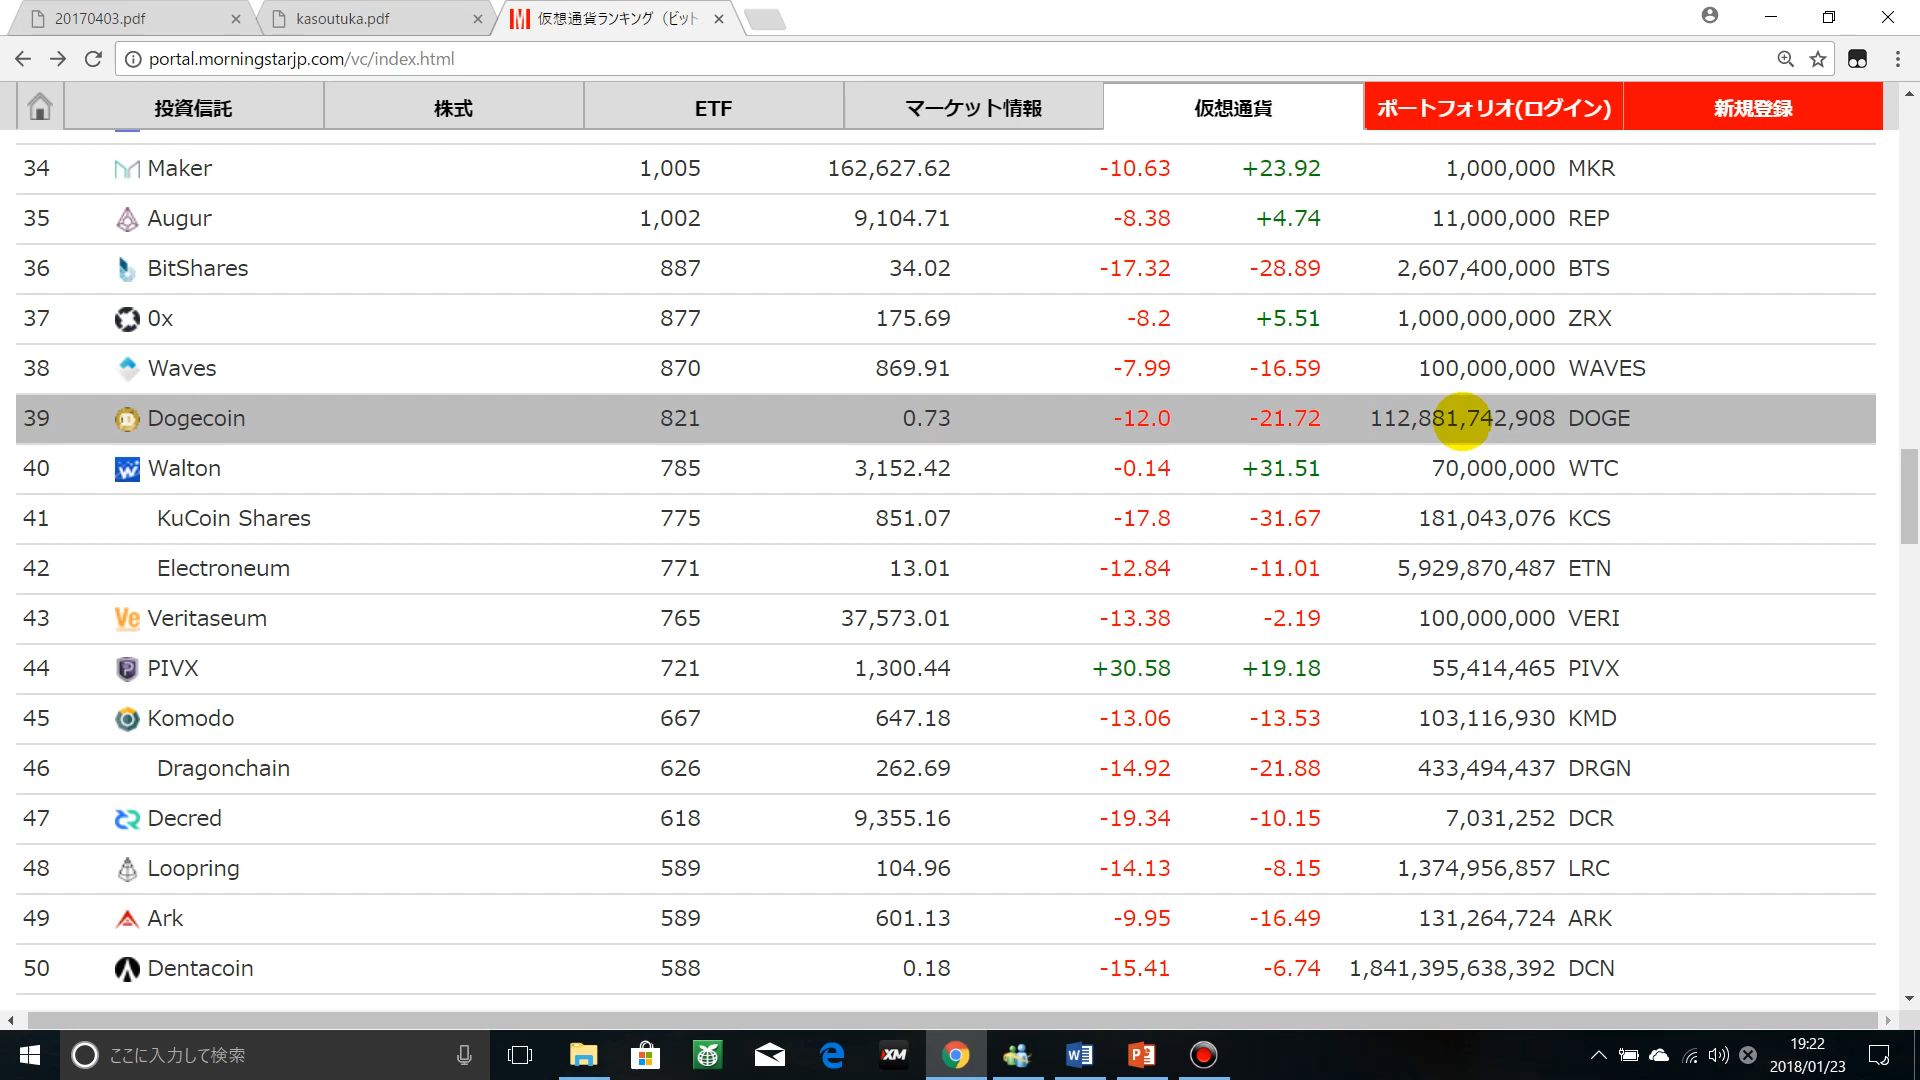 20170403.pdf
kasoutuka.pdf
仮想通貨ランキング（ビット
portal.morningstarjp.com/vc/index.html
投資信託 株式 ETF マーケット情報 仮想通貨 ポートフォリオ(ログイン) 新規登録
34 Maker 1,005 162,627.62 -10.63 +23.92 1,000,000 MKR
35 Augur 1,002 9,104.71 -8.38 +4.74 11,000,000 REP
36 BitShares 887 34.02 -17.32 -28.89 2,607,400,000 BTS
37 0x 877 175.69 -8.2 +5.51 1,000,000,000 ZRX
38 Waves 870 869.91 -7.99 -16.59 100,000,000 WAVES
39 Dogecoin 821 0.73 -12.0 -21.72 112,881,742,908 DOGE
40 Walton 785 3,152.42 -0.14 +31.51 70,000,000 WTC
41 KuCoin Shares 775 851.07 -17.8 -31.67 181,043,076 KCS
42 Electroneum 771 13.01 -12.84 -11.01 5,929,870,487 ETN
43 Veritaseum 765 37,573.01 -13.38 -2.19 100,000,000 VERI
44 PIVX 721 1,300.44 +30.58 +19.18 55,414,465 PIVX
45 Komodo 667 647.18 -13.06 -13.53 103,116,930 KMD
46 Dragonchain 626 262.69 -14.92 -21.88 433,494,437 DRGN
47 Decred 618 9,355.16 -19.34 -10.15 7,031,252 DCR
48 Loopring 589 104.96 -14.13 -8.15 1,374,956,857 LRC
49 Ark 589 601.13 -9.95 -16.49 131,264,724 ARK
50 Dentacoin 588 0.18 -15.41 -6.74 1,841,395,638,392 DCN
ここに入力して検索
XM
19:22
2018/01/23